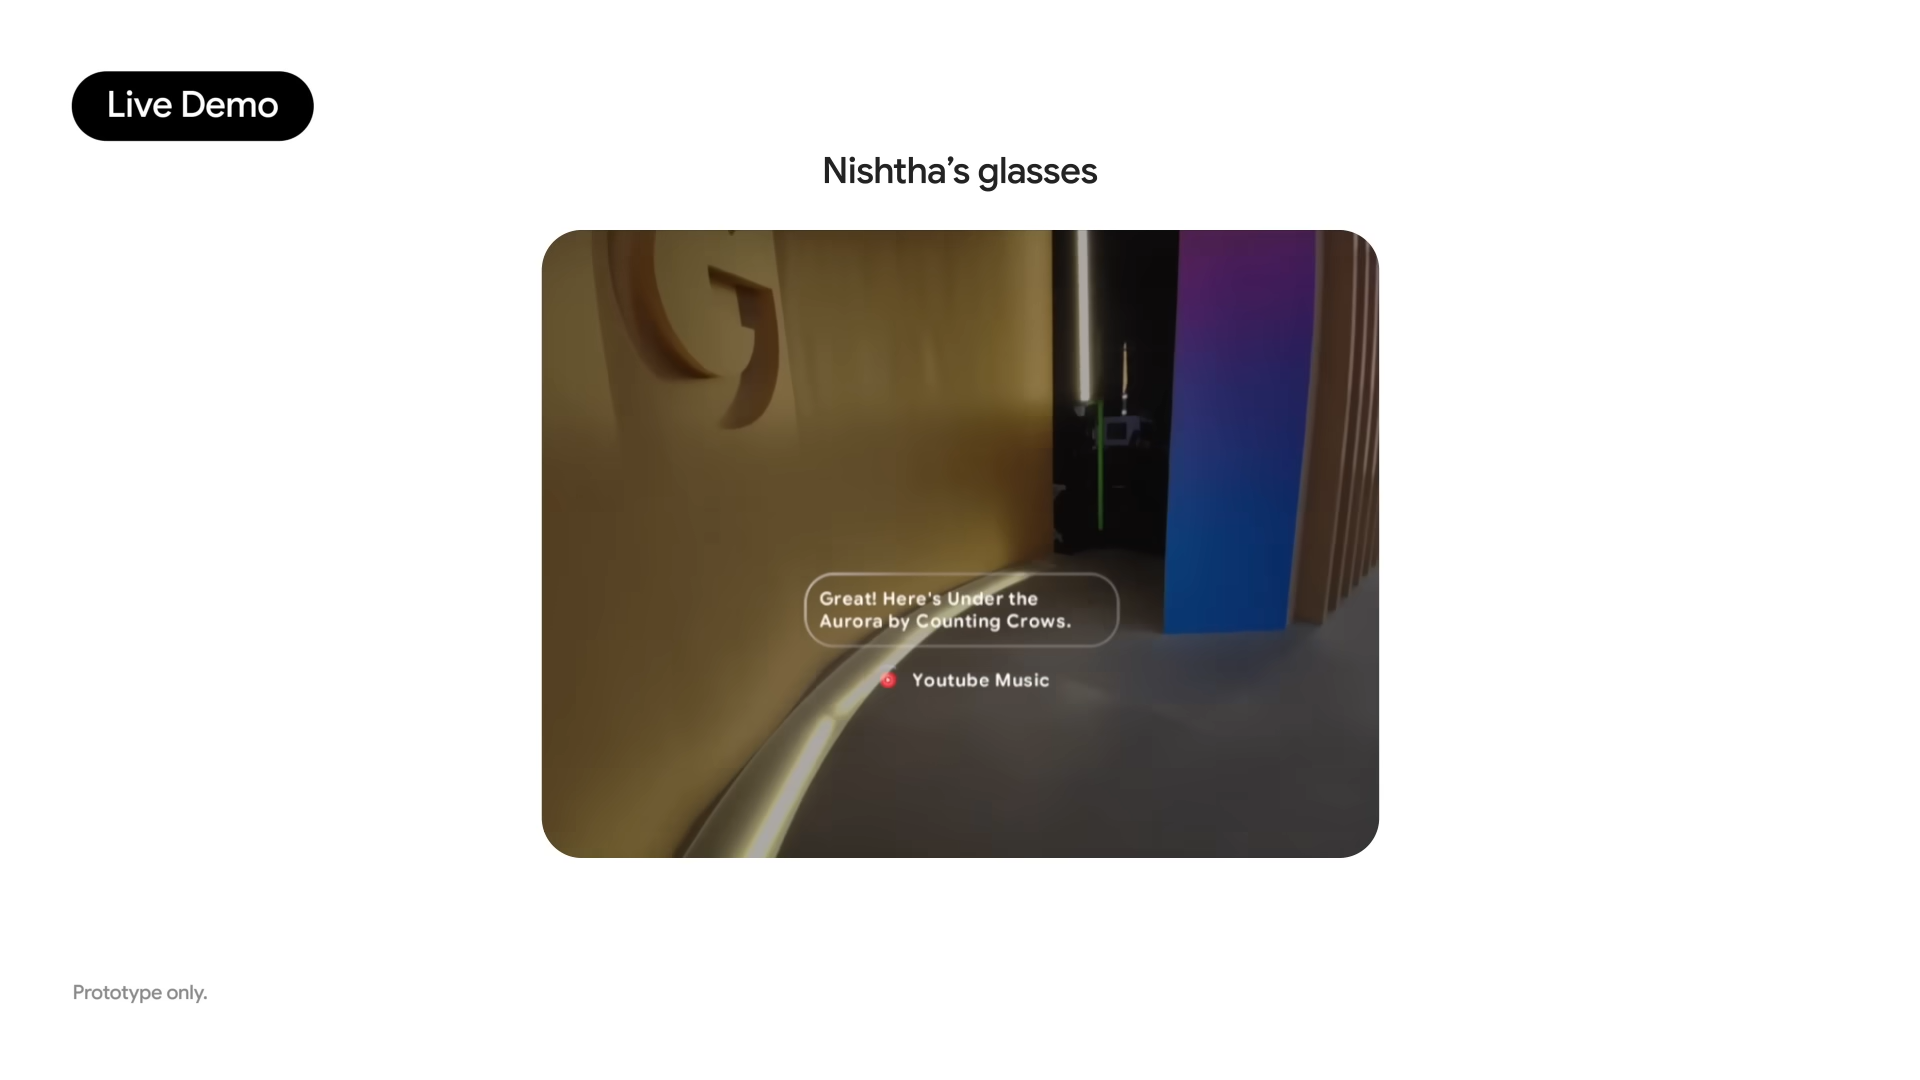 Live Demo
Nishtha’s glasses
G
Great! Here's Under the
Aurora by Counting Crows.
Youtube Music
Prototype only.